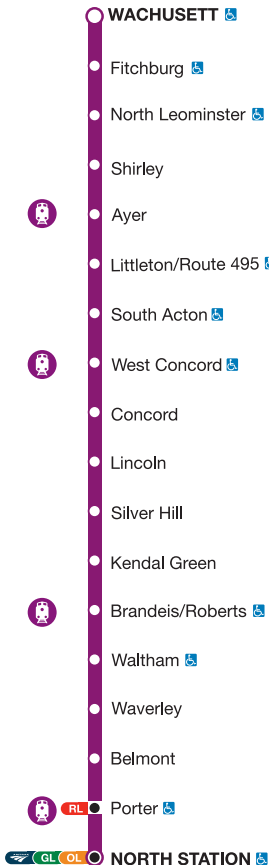 WACHUSETT
Fitchburg
North Leominster
Shirley
Ayer
Littleton/Route 495
South Acton
West Concord
Concord
Lincoln
Silver Hill
Kendal Green
Brandeis/Roberts
Waltham
Waverley
Belmont
RL Porter
GL OL NORTH STATION